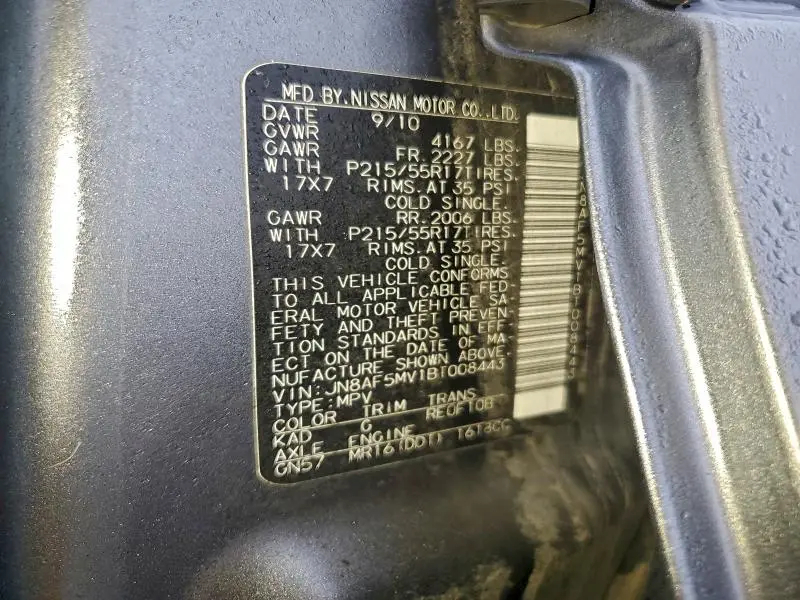 MFD BY.NISSAN MOTOR CO.,LTD.
DATE 9/10
GVWR 4167 LBS.
GAWR FR. 2227 LBS.
WITH P215/55R17TIRES.
17X7 RIMS.AT 35 PSI
COLD SINGLE.
GAWR RR. 2006 LBS.
WITH P215/55R17TIRES.
17X7 RIMS.AT 35 PSI
COLD SINGLE.
THIS VEHICLE CONFORMS
TO ALL APPLICABLE FED-
ERAL MOTOR VEHICLE SA-
FETY AND THEFT PREVEN-
TION STANDARDS IN EFF-
ECT ON THE DATE OF MA-
NUFACTURE SHOWN ABOVE.
VIN: JN8AF5MV1BT008443
TYPE:MPV
COLOR TRIM TRANS
KAD G RE0F10B
AXLE ENGINE
GN57 MR16(DDT)
JN8AF5MV1BT008443